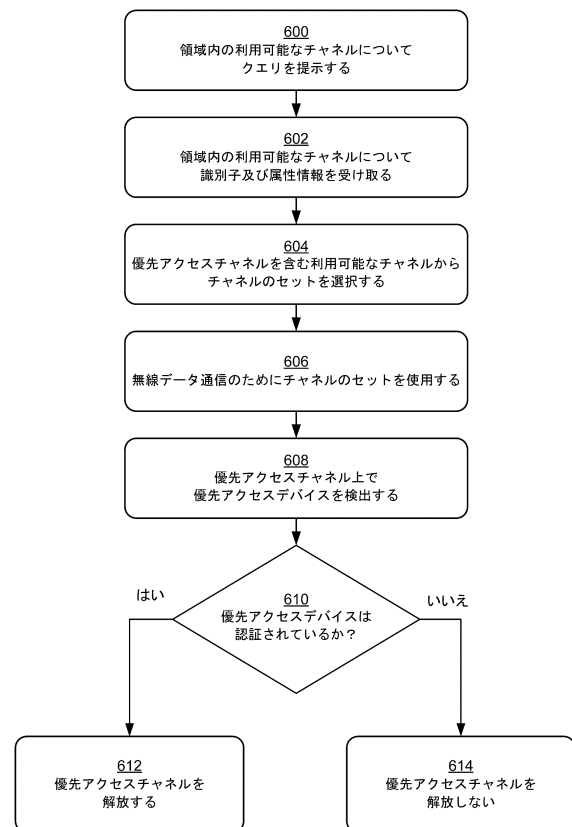 600
領域内の利用可能なチャネルについて
クエリを提示する
602
領域内の利用可能なチャネルについて
識別子及び属性情報を受け取る
604
優先アクセスチャネルを含む利用可能なチャネルから
チャネルのセットを選択する
606
無線データ通信のためにチャネルのセットを使用する
608
優先アクセスチャネル上で
優先アクセスデバイスを検出する
610
優先アクセスデバイスは
認証されているか？
はい
いいえ
612
優先アクセスチャネルを
解放する
614
優先アクセスチャネルを
解放しない